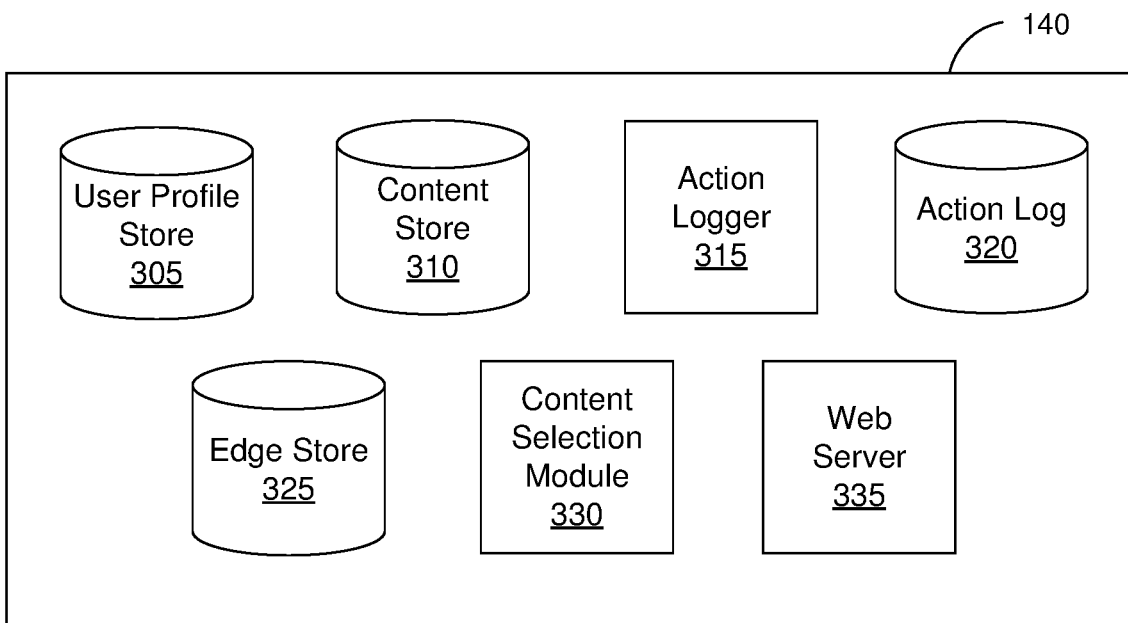 140
User Profile
Store
305
Content
Store
310
Action
Logger
315
Action Log
320
Edge Store
325
Content
Selection
Module
330
Web
Server
335